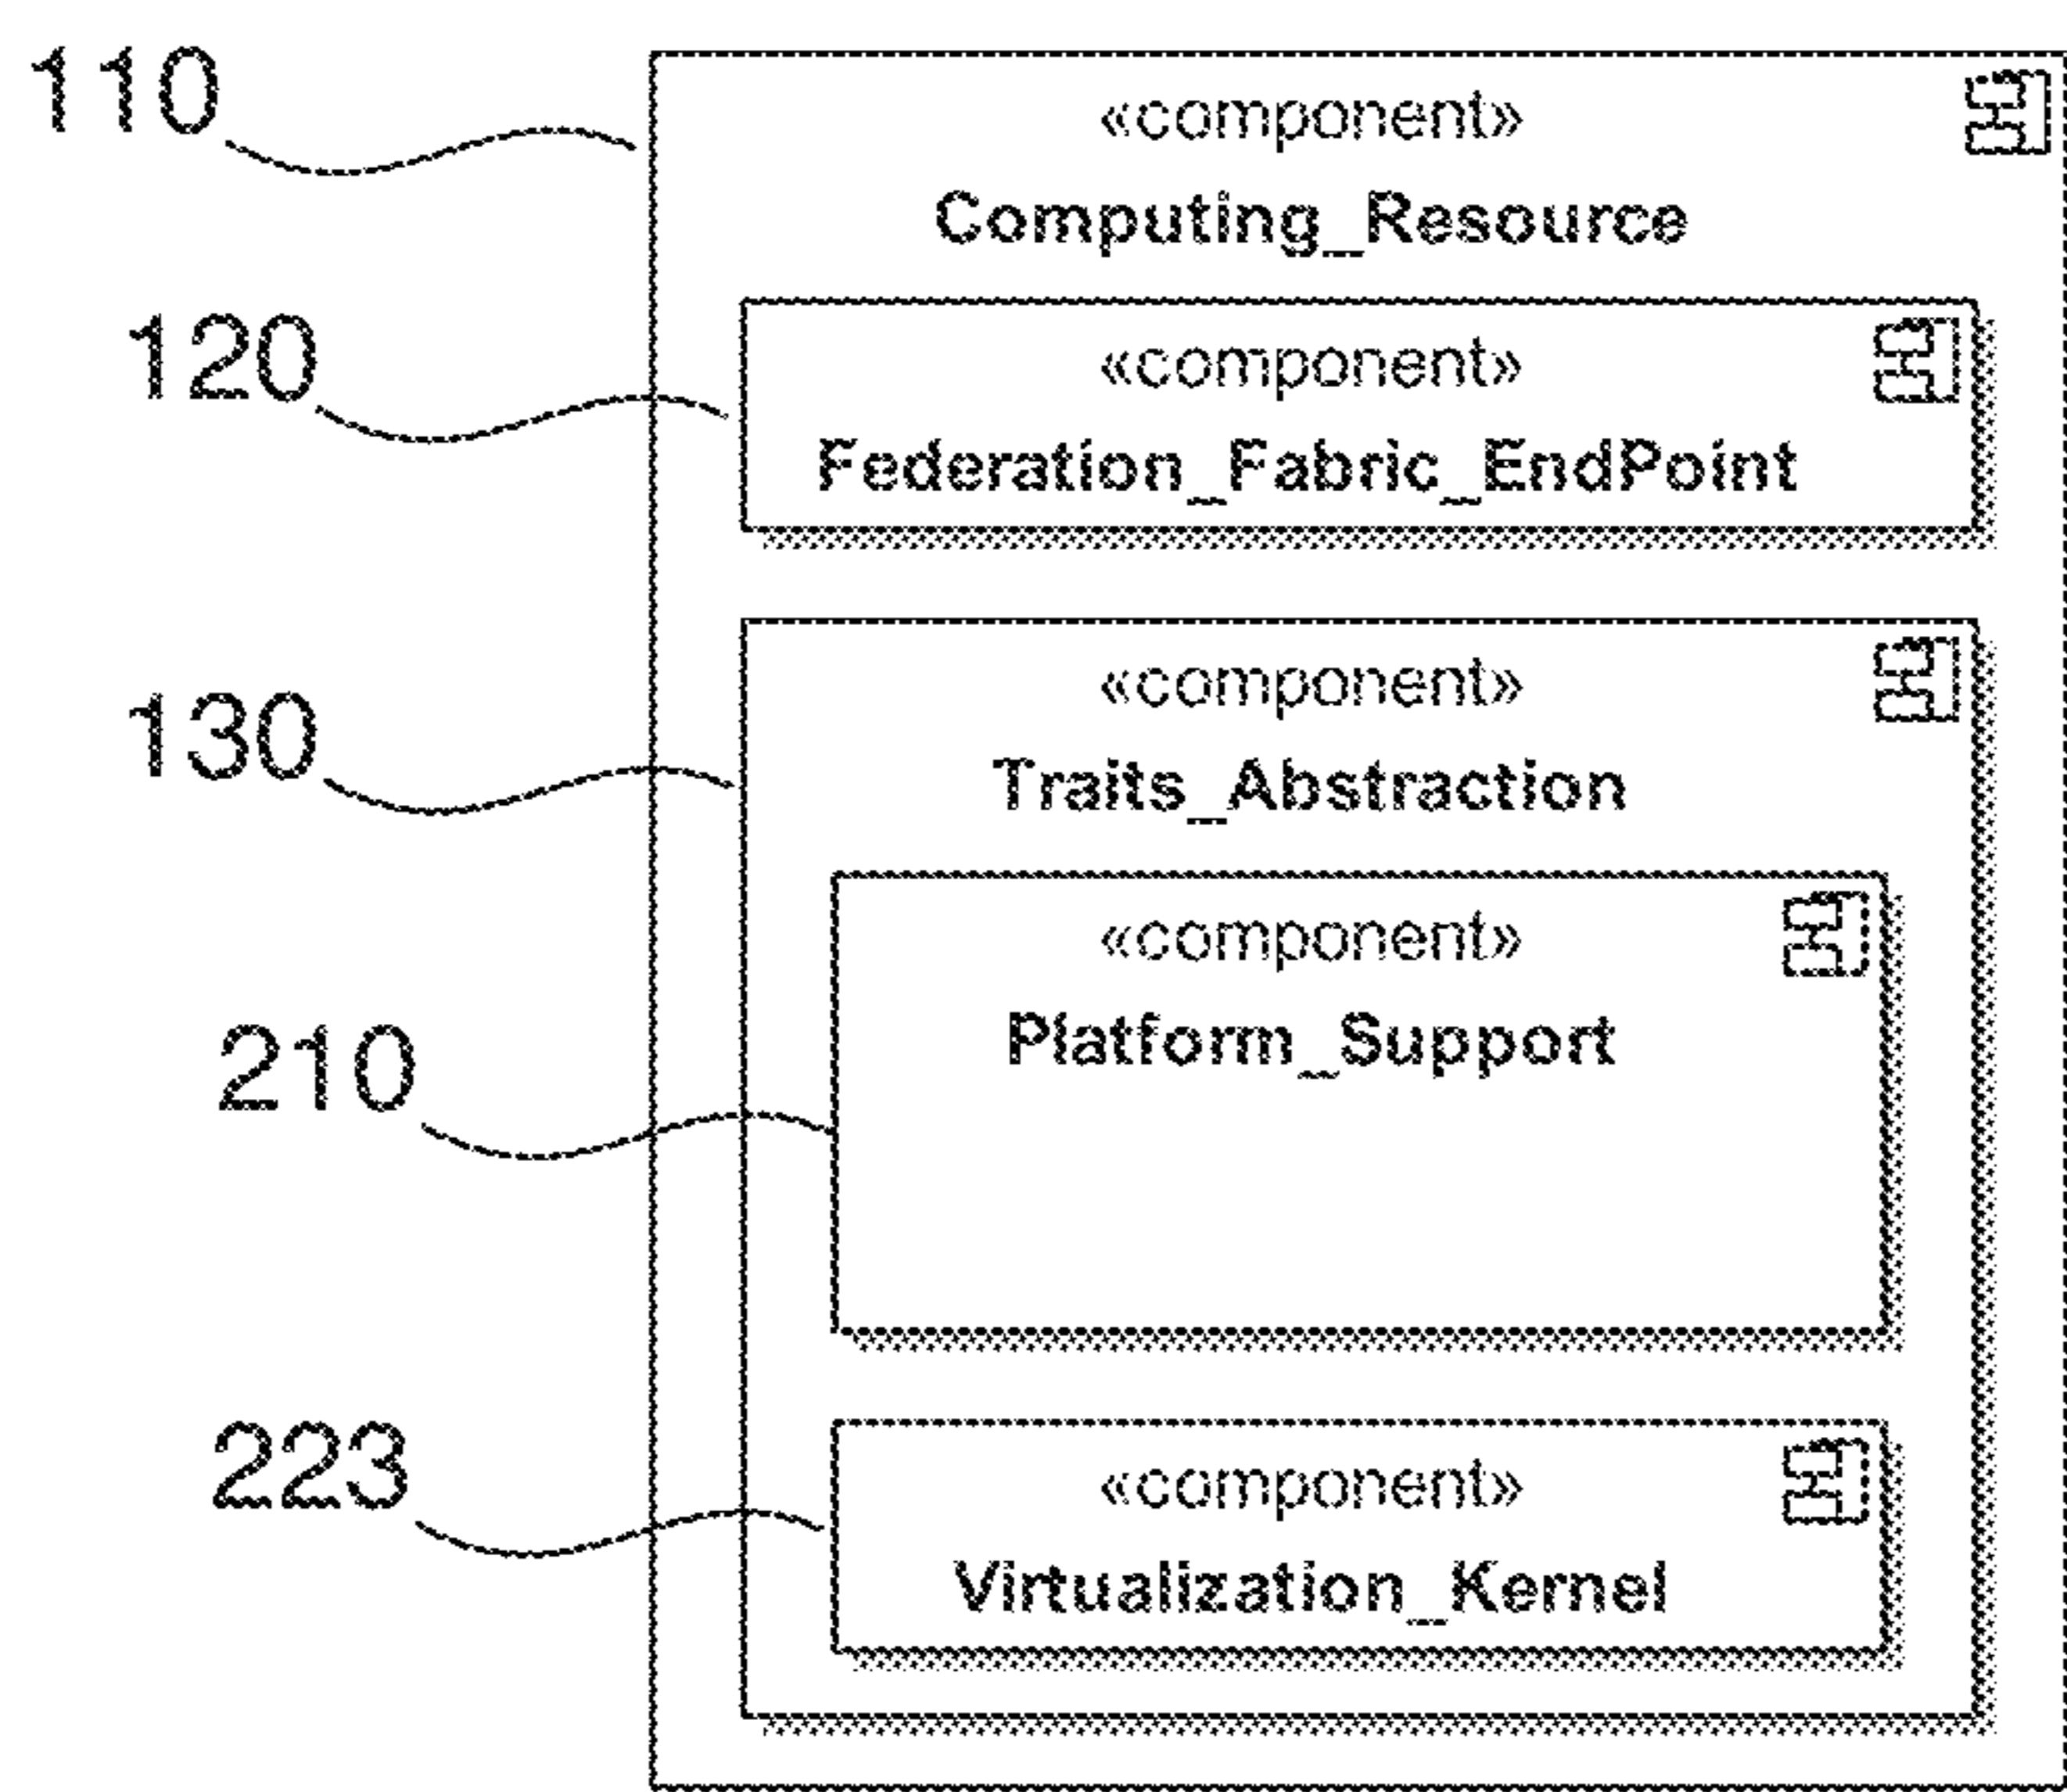 110
«component»
Computing_Resource
120
«component»
Federation_Fabric_EndPoint
130
«component»
Traits_Abstraction
210
«component»
Platform_Support
223
«component»
Virtualization_Kernel